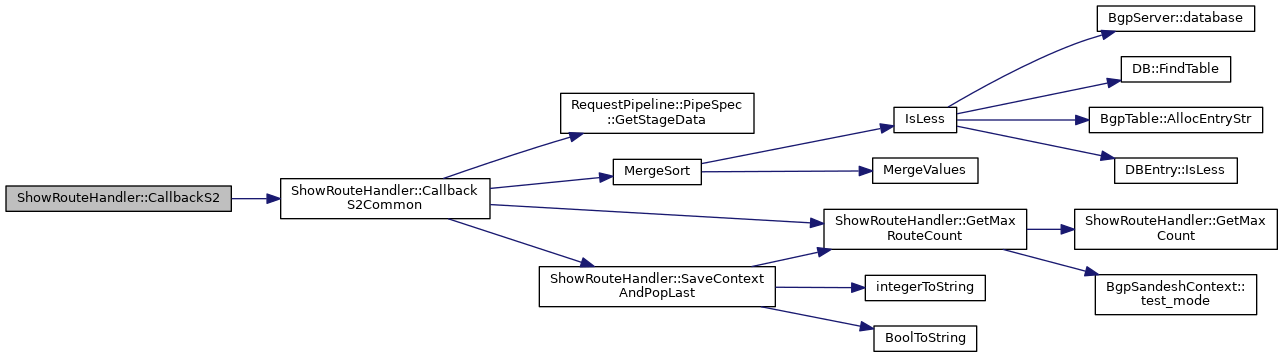 ShowRouteHandler::CallbackS2
ShowRouteHandler::Callback
S2Common
RequestPipeline::PipeSpec
::GetStageData
MergeSort
ShowRouteHandler::SaveContext
AndPopLast
IsLess
MergeValues
ShowRouteHandler::GetMax
RouteCount
integerToString
BoolToString
BgpServer::database
DB::FindTable
BgpTable::AllocEntryStr
DBEntry::IsLess
ShowRouteHandler::GetMax
Count
BgpSandeshContext::
test_mode